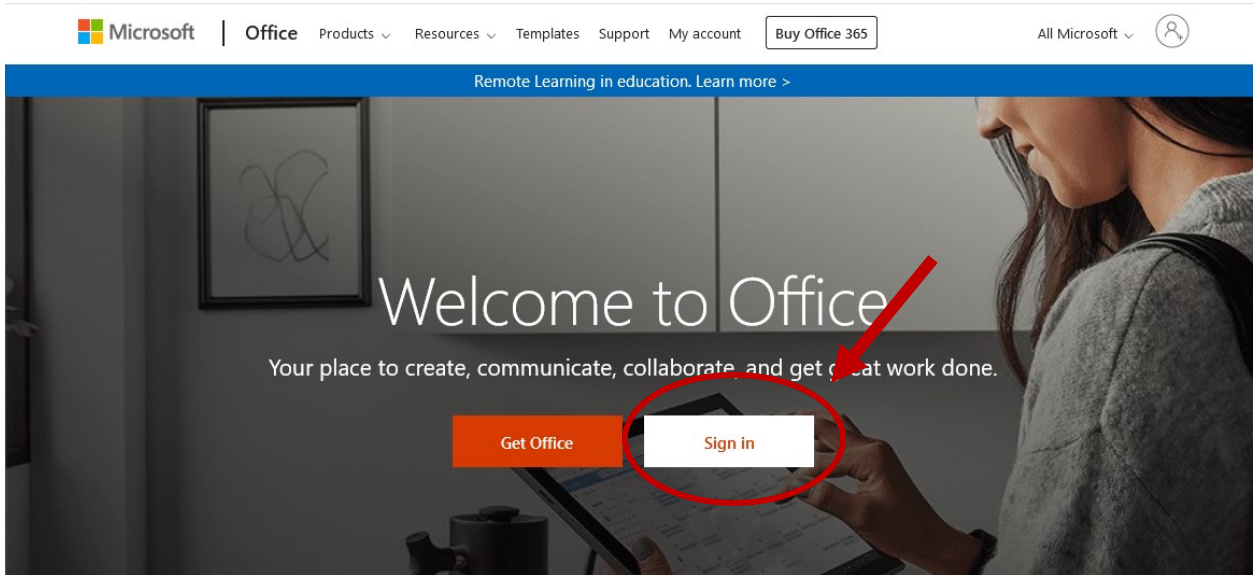 Microsoft Office Products Resources Templates Support My account Buy Office 365 All Microsoft
Remote Learning in education. Learn more >
Welcome to Office
Your place to create, communicate, collaborate, and get great work done.
Get Office Sign in